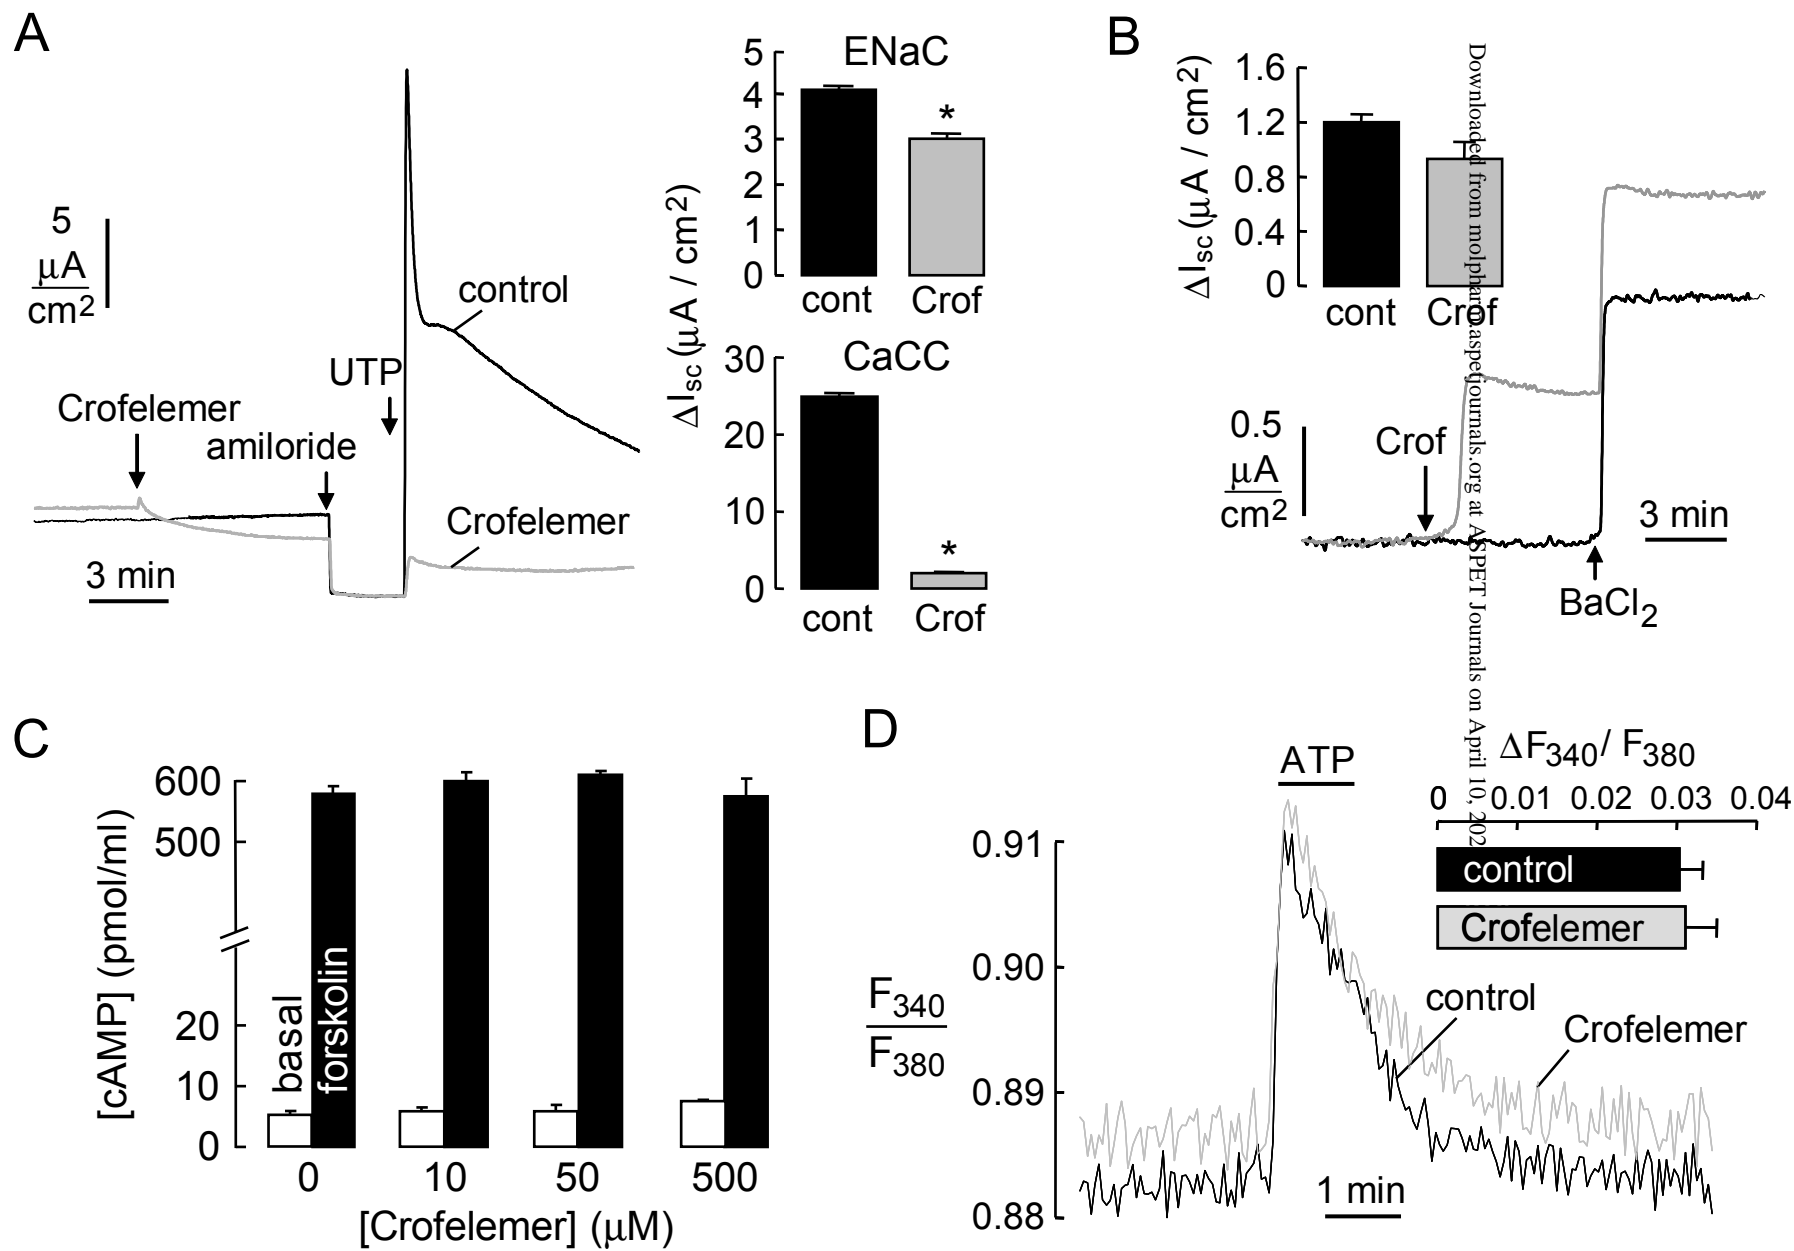 A
5
μA
cm2
Crofelemer
amiloride
UTP
control
Crofelemer
3 min
ΔIsc (μA / cm2)
ENaC
5
4
3
2
1
0
*
cont Crof
CaCC
30
20
10
0
*
cont Crof
B
ΔIsc (μA / cm2)
1.6
1.2
0.8
0.4
0
cont Crof
0.5
μA
cm2
Crof
3 min
BaCl2
Downloaded from molpharm.aspetjournals.org at ASPET Journals on April 10, 202
C
[cAMP] (pmol/ml)
600
500
20
10
0
basal
forskolin
0 10 50 500
[Crofelemer] (μM)
D
ATP
ΔF340/ F380
0 0.01 0.02 0.03 0.04
control
Crofelemer
F340
F380
0.91
0.90
0.89
0.88
control
Crofelemer
1 min